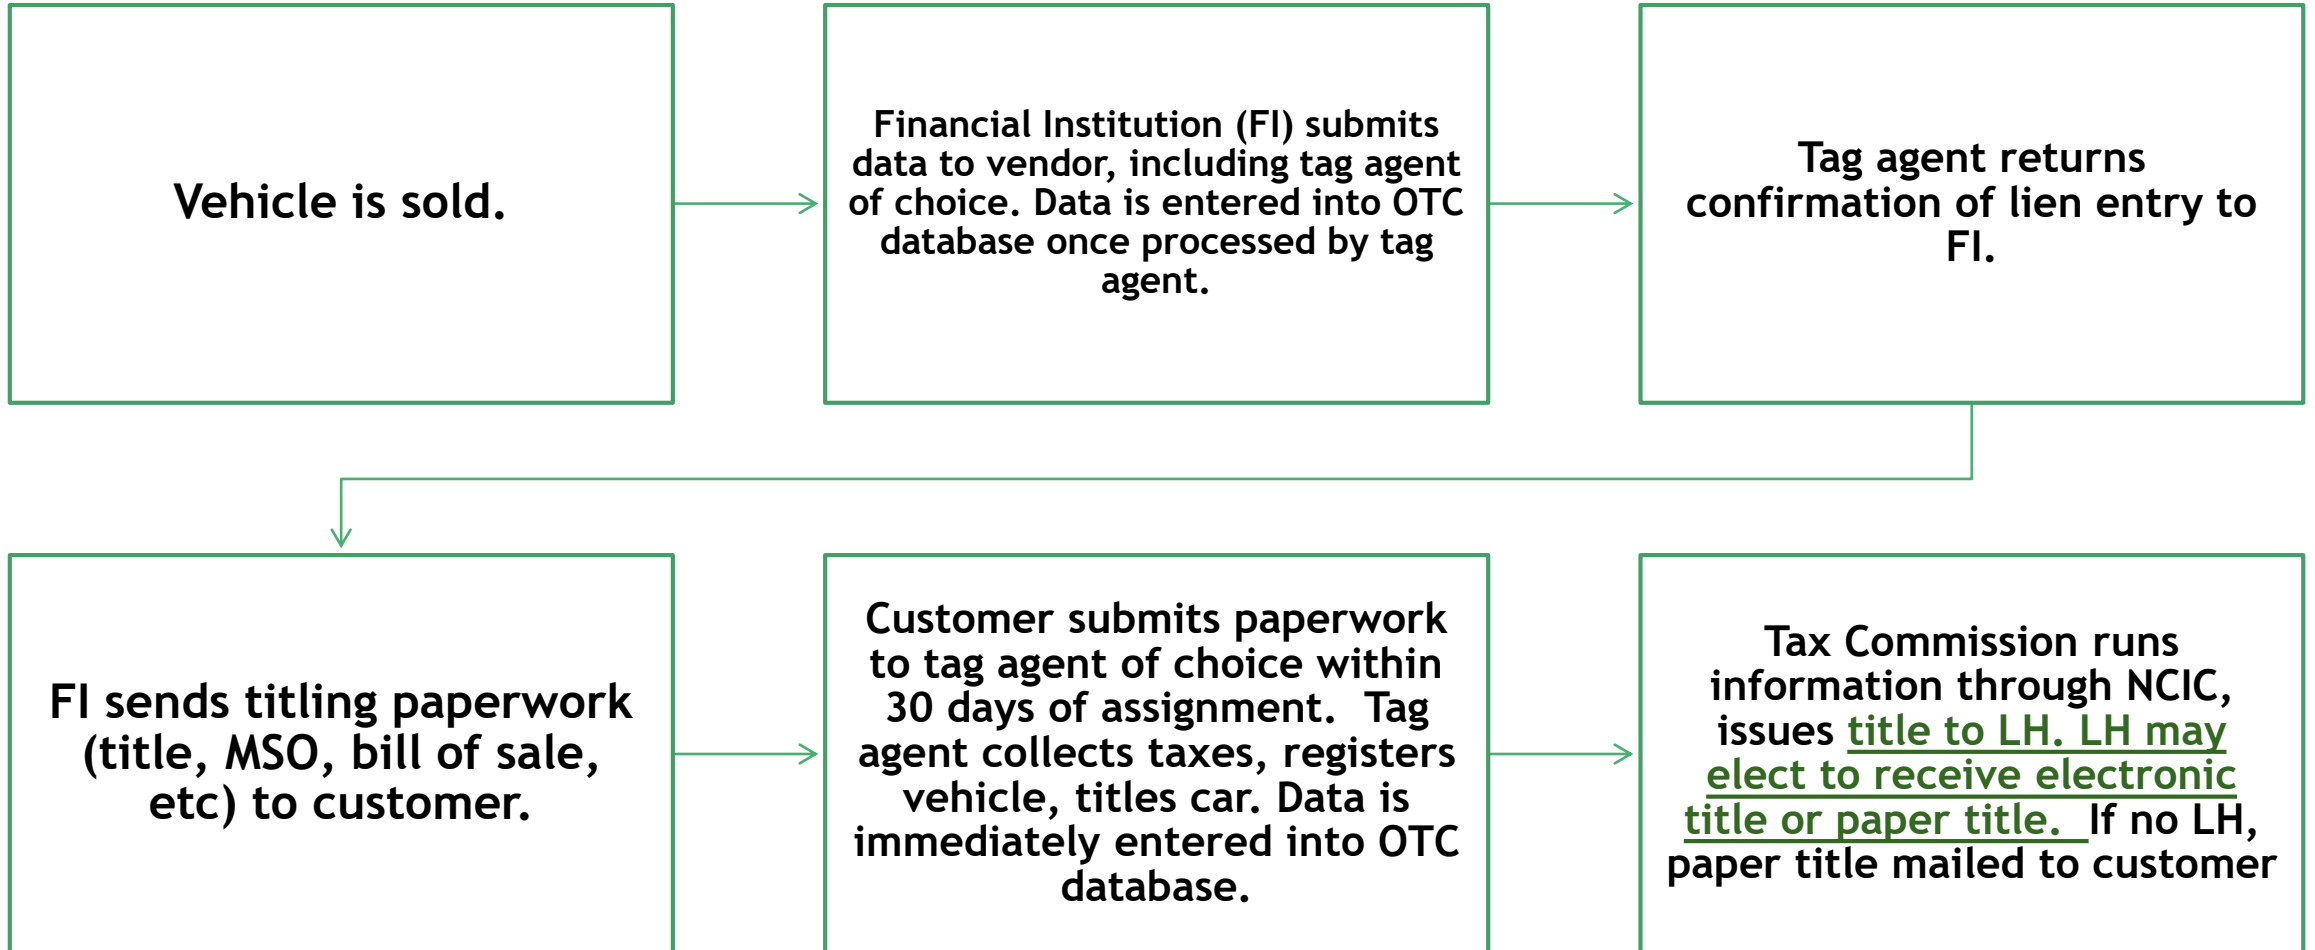 Vehicle is sold.
Financial Institution (FI) submits
data to vendor, including tag agent
of choice. Data is entered into OTC
database once processed by tag
agent.
Tag agent returns
confirmation of lien entry to
FI.
FI sends titling paperwork
(title, MSO, bill of sale,
etc) to customer.
Customer submits paperwork
to tag agent of choice within
30 days of assignment.  Tag
agent collects taxes, registers
vehicle, titles car. Data is
immediately entered into OTC
database.
Tax Commission runs
information through NCIC,
issues title to LH. LH may
elect to receive electronic
title or paper title.  If no LH,
paper title mailed to customer